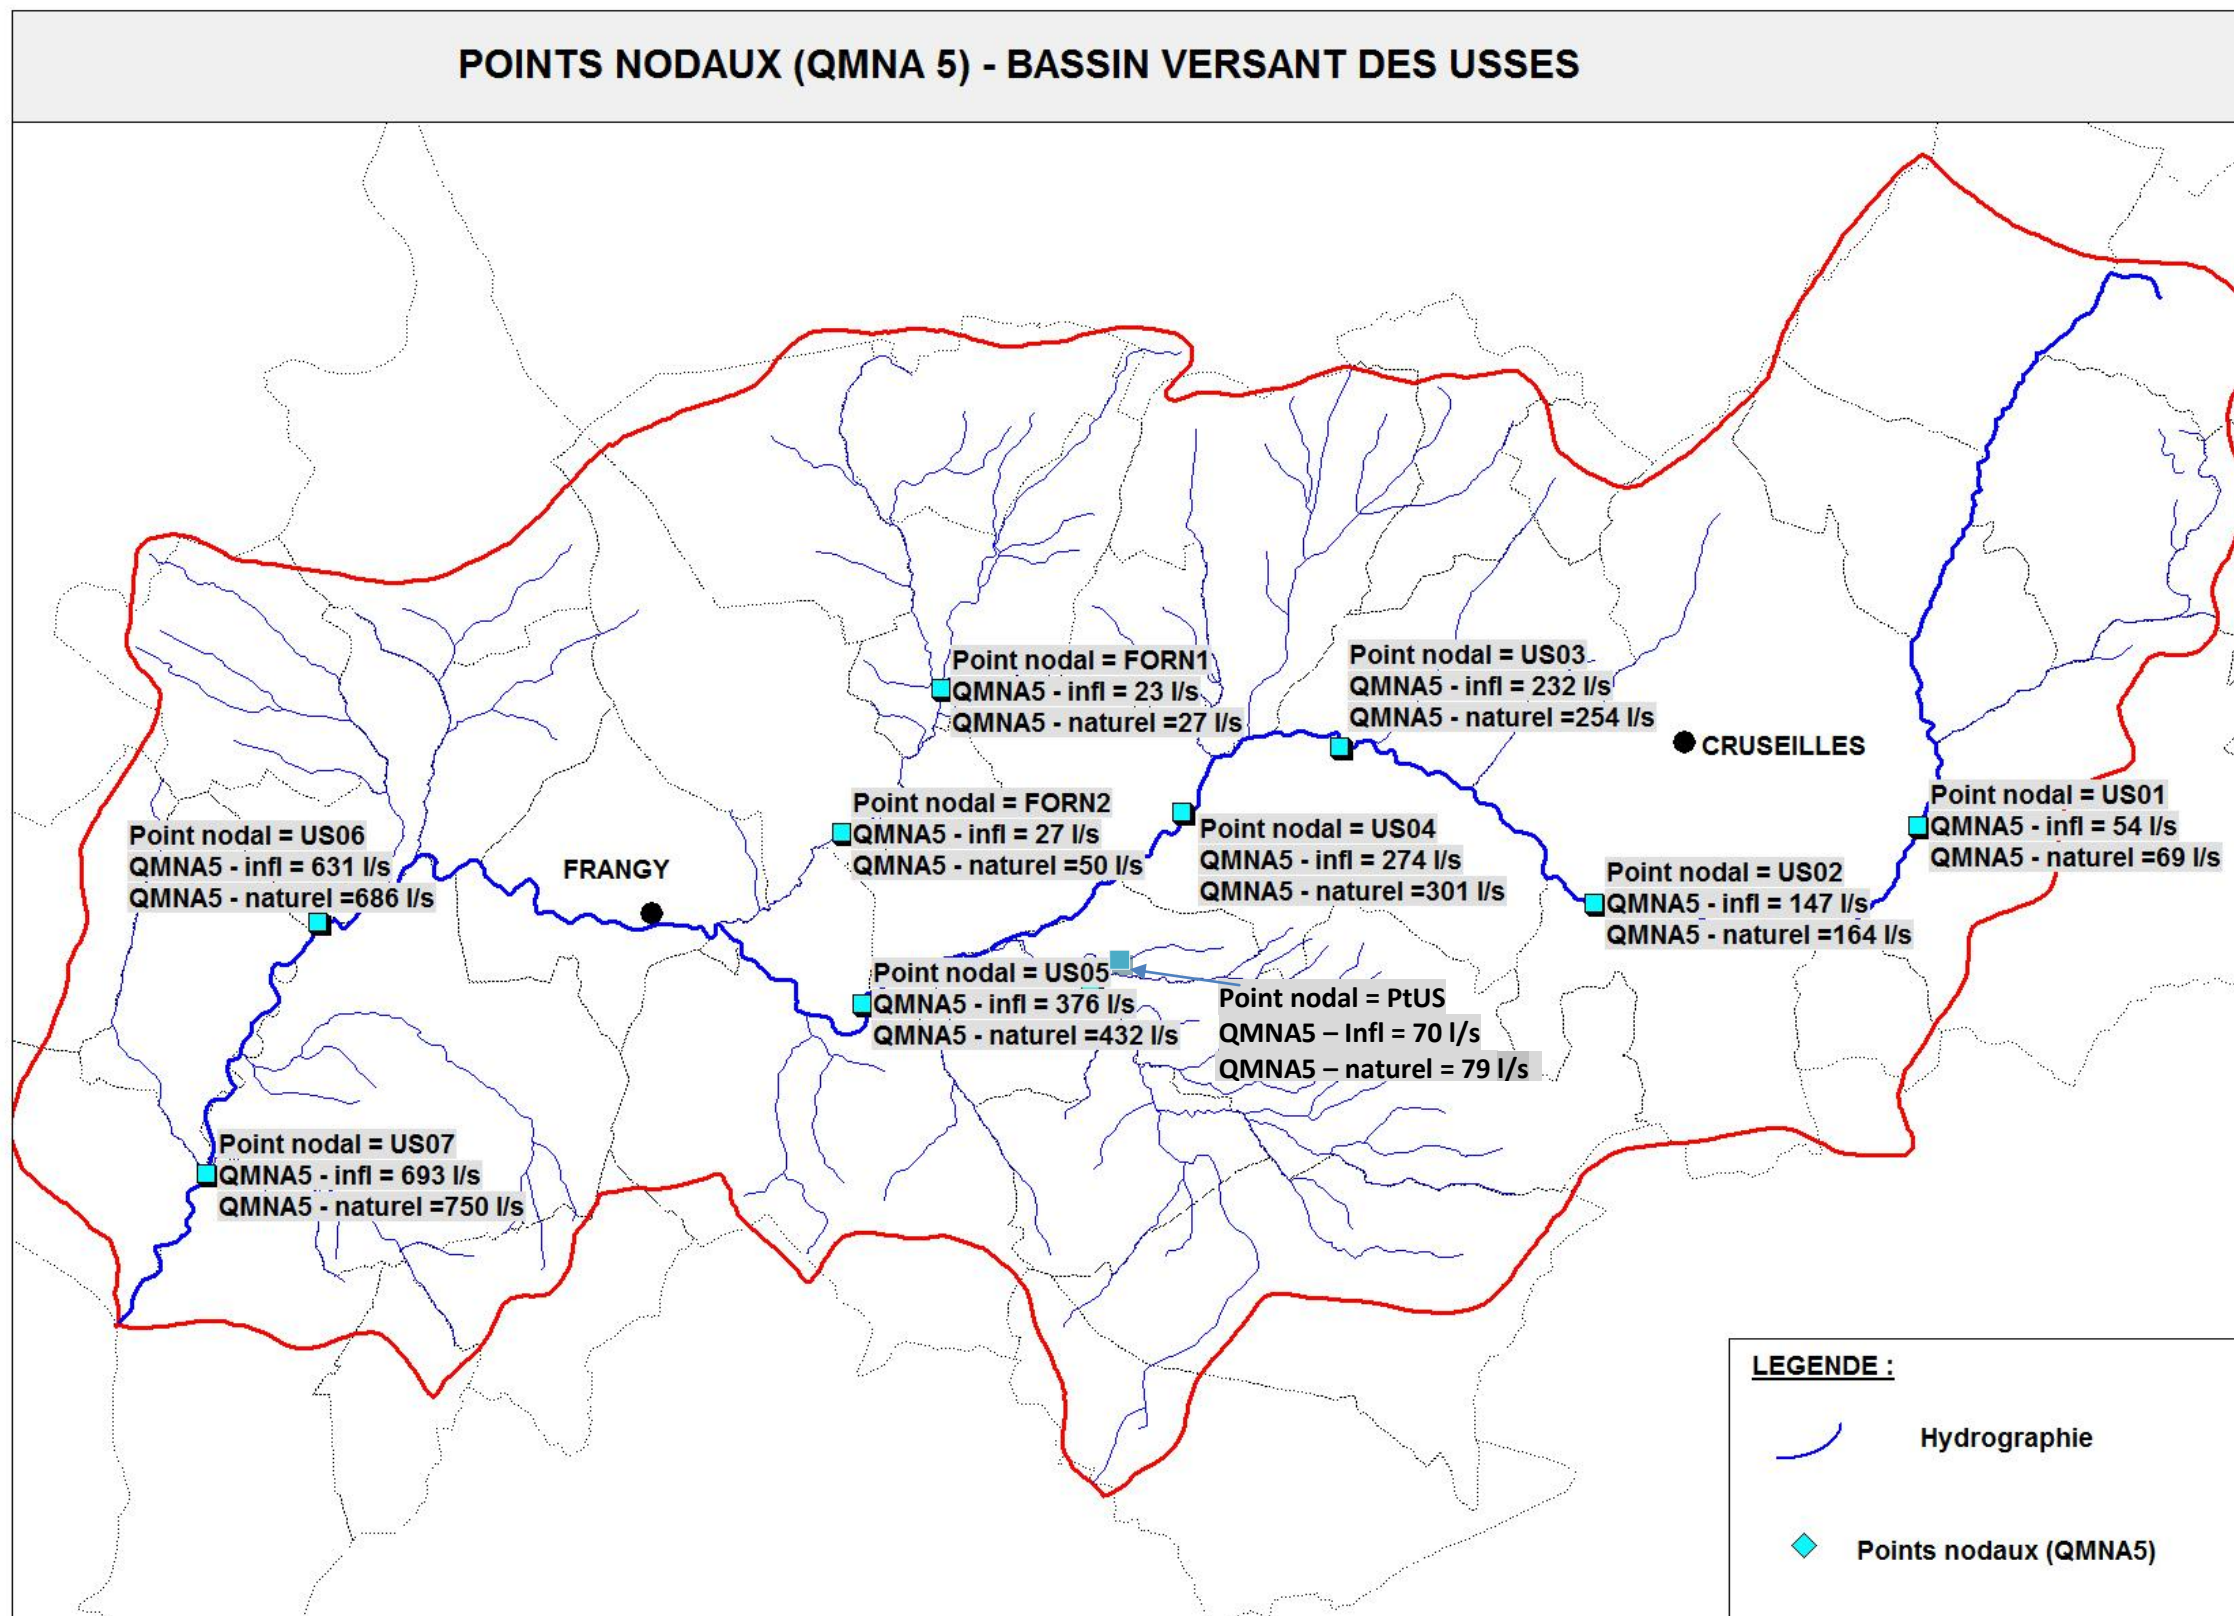 POINTS NODAUX (QMNA 5) - BASSIN VERSANT DES USSES
Point nodal = FORN1
QMNA5 - infl = 23 l/s
QMNA5 - naturel =27 l/s
Point nodal = US03
QMNA5 - infl = 232 l/s
QMNA5 - naturel =254 l/s
CRUSEILLES
Point nodal = US01
QMNA5 - infl = 54 l/s
QMNA5 - naturel =69 l/s
Point nodal = FORN2
QMNA5 - infl = 27 l/s
QMNA5 - naturel =50 l/s
Point nodal = US04
QMNA5 - infl = 274 l/s
QMNA5 - naturel =301 l/s
Point nodal = US06
QMNA5 - infl = 631 l/s
QMNA5 - naturel =686 l/s
FRANGY
Point nodal = US02
QMNA5 - infl = 147 l/s
QMNA5 - naturel =164 l/s
Point nodal = US05
QMNA5 - infl = 376 l/s
QMNA5 - naturel =432 l/s
Point nodal = PtUS
QMNA5 – Infl = 70 l/s
QMNA5 – naturel = 79 l/s
Point nodal = US07
QMNA5 - infl = 693 l/s
QMNA5 - naturel =750 l/s
LEGENDE :
Hydrographie
Points nodaux (QMNA5)